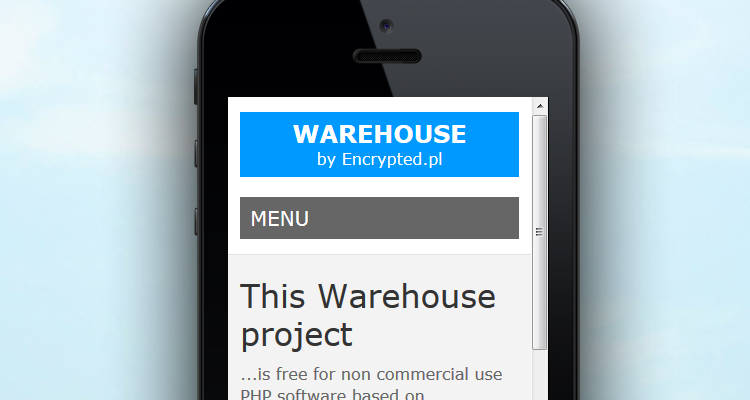 WAREHOUSE
by Encrypted.pl
MENU
This Warehouse
project
...is free for non commercial use
PHP software based on